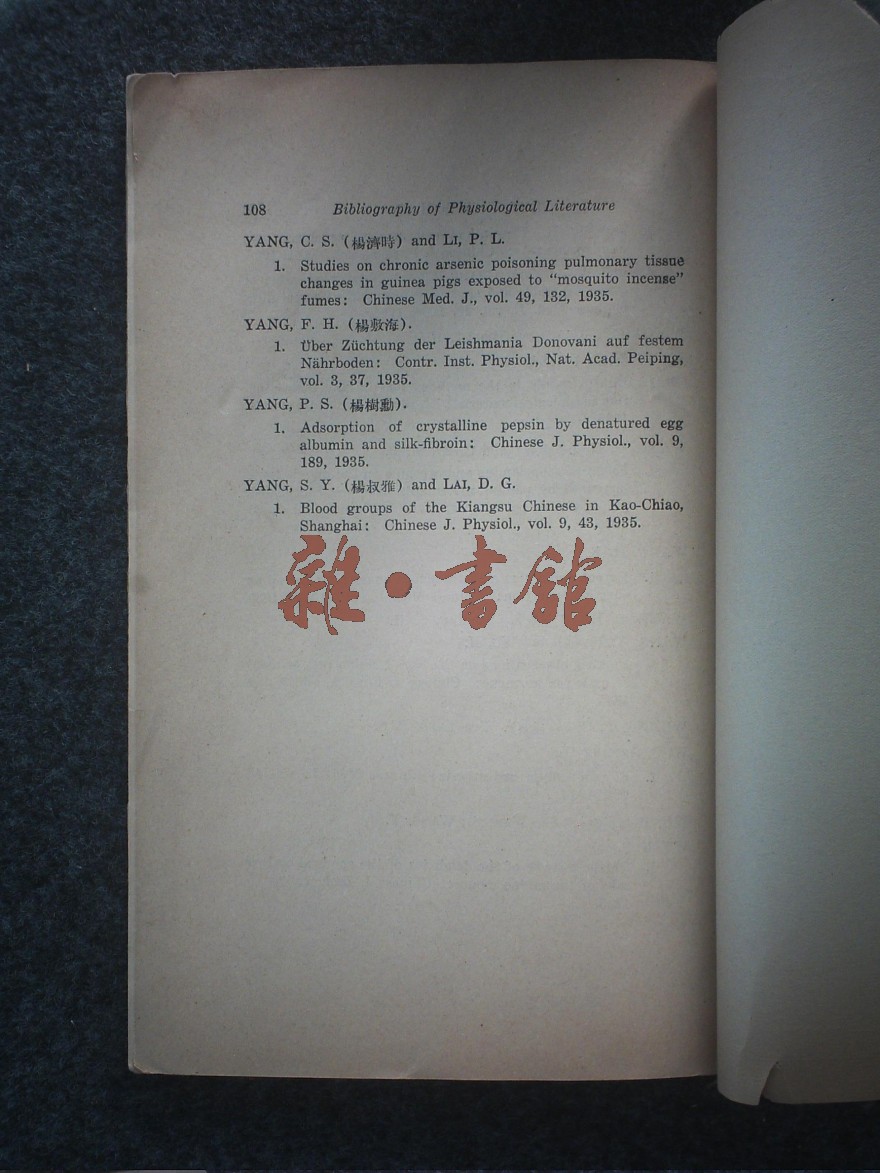 108 Bibliography of Physiological Literature
YANG, C. S. (楊濟時) and LI, P. L.
1. Studies on chronic arsenic poisoning pulmonary tissue
changes in guinea pigs exposed to “mosquito incense”
fumes: Chinese Med. J., vol. 49, 132, 1935.
YANG, F. H. (楊敷海).
1. Über Züchtung der Leishmania Donovani auf festem
Nährboden: Contr. Inst. Physiol., Nat. Acad. Peiping,
vol. 3, 37, 1935.
YANG, P. S. (楊樹勳).
1. Adsorption of crystalline pepsin by denatured egg
albumin and silk-fibroin: Chinese J. Physiol., vol. 9,
189, 1935.
YANG, S. Y. (楊叔雅) and LAI, D. G.
1. Blood groups of the Kiangsu Chinese in Kao-Chiao,
Shanghai: Chinese J. Physiol., vol. 9, 43, 1935.
雜•書館